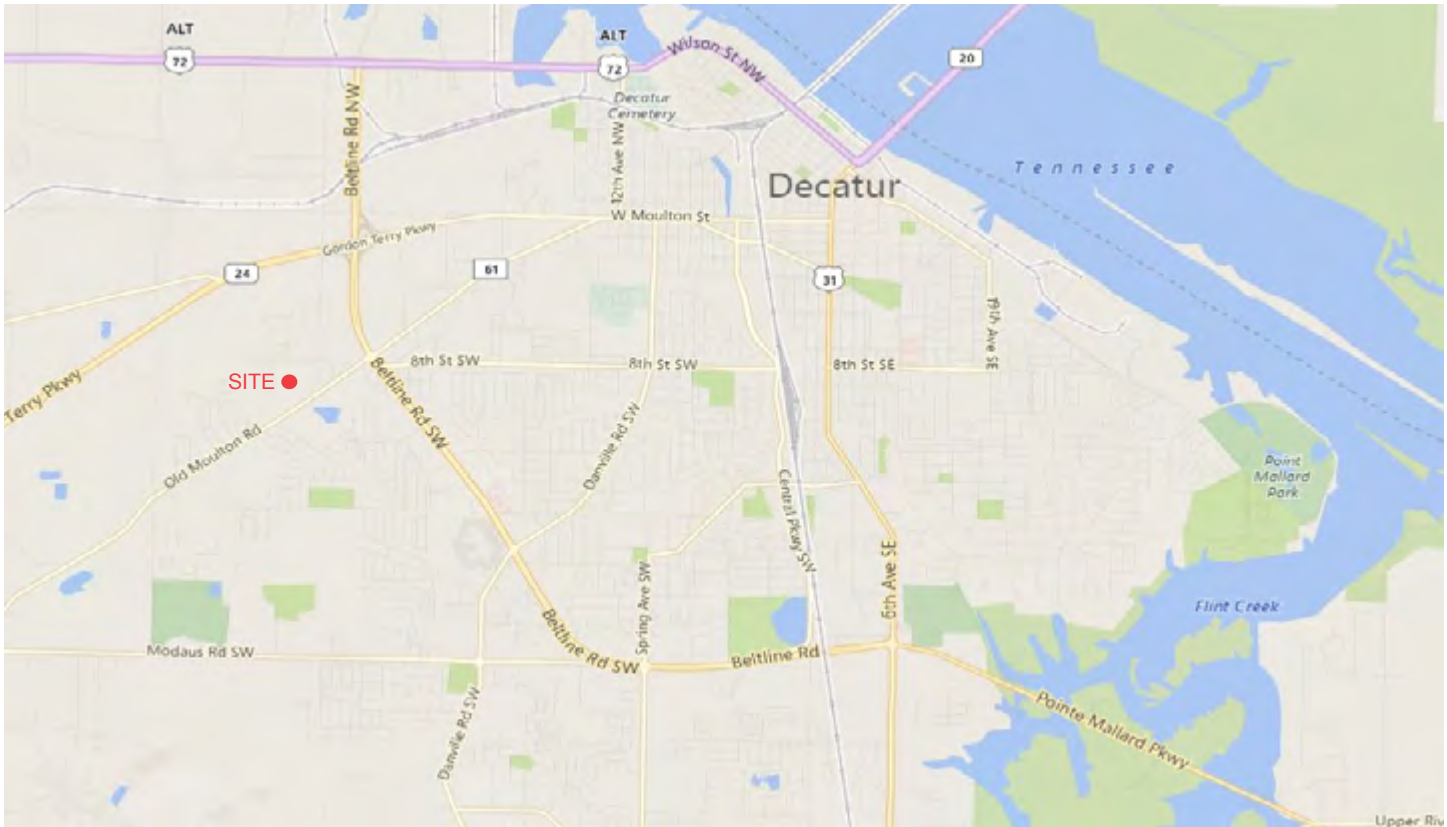 ALT
72
ALT
72
Wilson St NW
20
Decatur
Cemetery
Beltline Rd NW
12th Ave NW
Tennessee
Decatur
W Moulton St
Gordon Terry Pkwy
24
61
31
19th Ave SE
8th St SW
8th St SW
8th St SE
SITE
Terry Pkwy
Beltline Rd SW
Old Moulton Rd
Danville Rd SW
Central Pkwy SW
Point
Mallard
Park
6th Ave SE
Spring Ave SW
Flint Creek
Beltline Rd SW
Modaus Rd SW
Beltline Rd
Pointe Mallard Pkwy
Danville Rd SW
Upper Riv